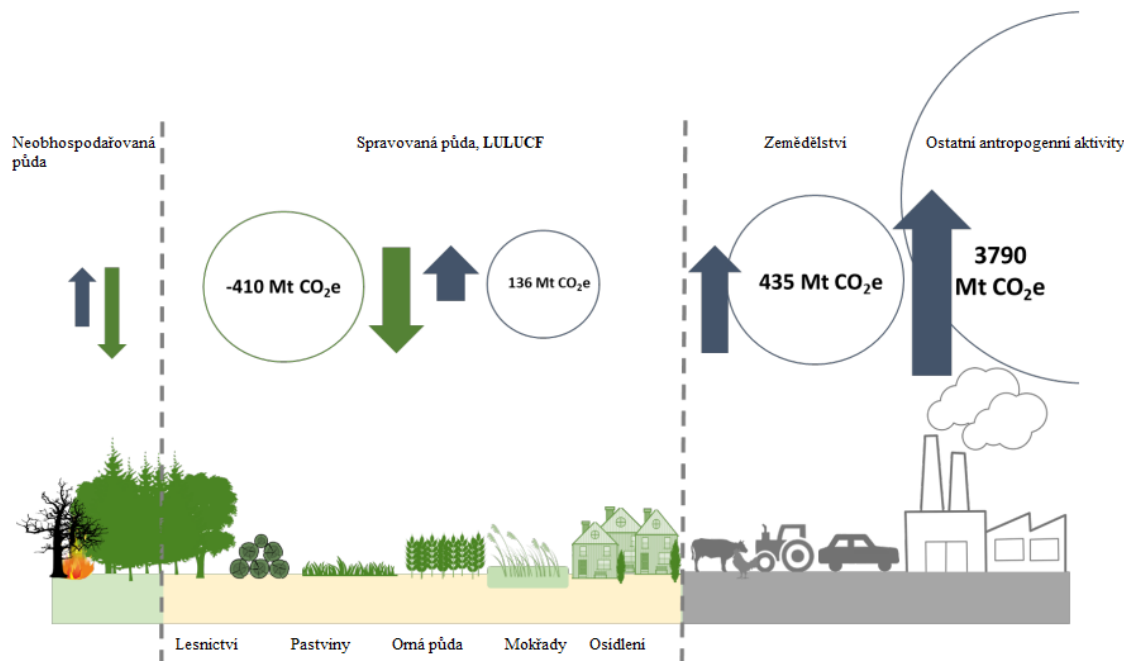 Neobhospodařovaná
půda
Spravovaná půda, LULUCF
Zemědělství
Ostatní antropogenní aktivity
-410 Mt CO₂e
136 Mt CO₂e
435 Mt CO₂e
3790
Mt CO₂e
Lesnictví
Pastviny
Orná půda
Mokřady
Osídlení